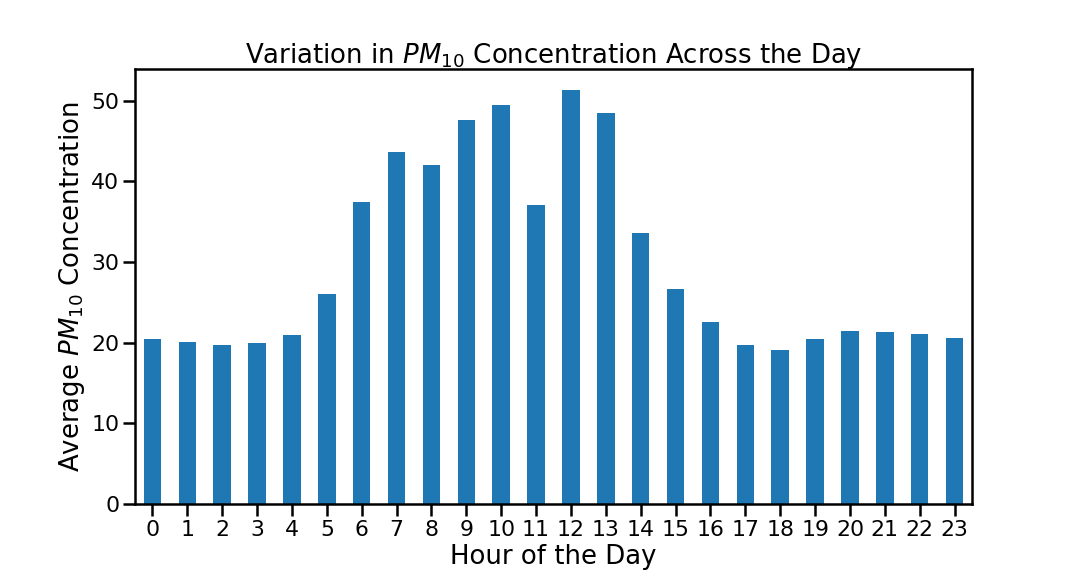 Variation in PM10 Concentration Across the Day
Average PM10 Concentration
50
40
30
20
10
0
0 1 2 3 4 5 6 7 8 9 10 11 12 13 14 15 16 17 18 19 20 21 22 23
Hour of the Day